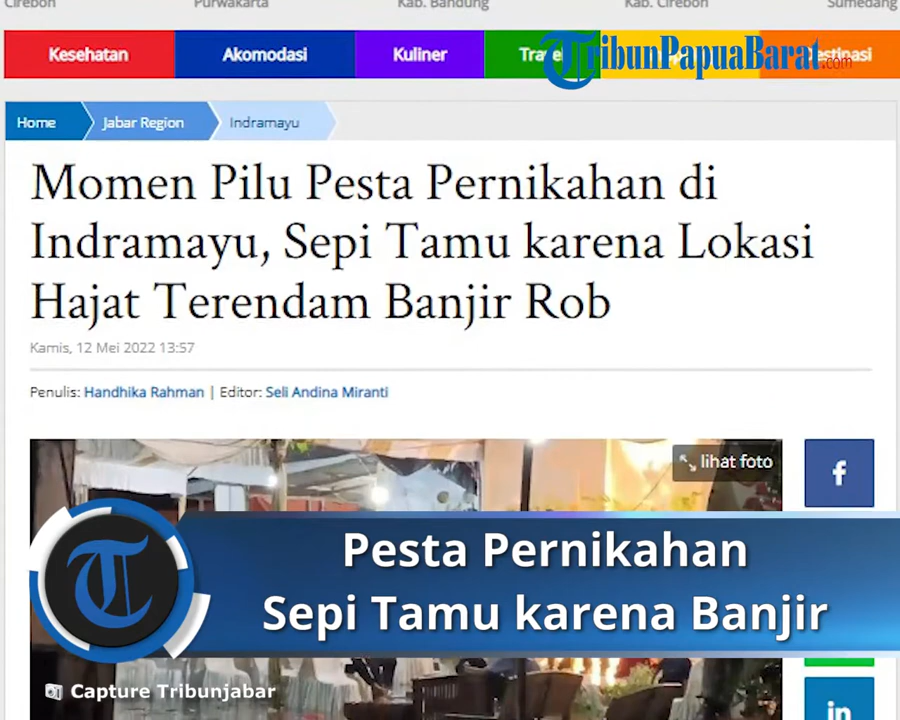 Cirebon Purwakarta Kab. Bandung Kab. Cirebon Sumedang
Kesehatan Akomodasi Kuliner
TribunPapuaBarat.com
Home Jabar Region Indramayu
Momen Pilu Pesta Pernikahan di
Indramayu, Sepi Tamu karena Lokasi
Hajat Terendam Banjir Rob
Kamis, 12 Mei 2022 13:57
Penulis: Handhika Rahman | Editor: Seli Andina Miranti
lihat foto
f
Pesta Pernikahan
Sepi Tamu karena Banjir
T
Capture Tribunjabar
in